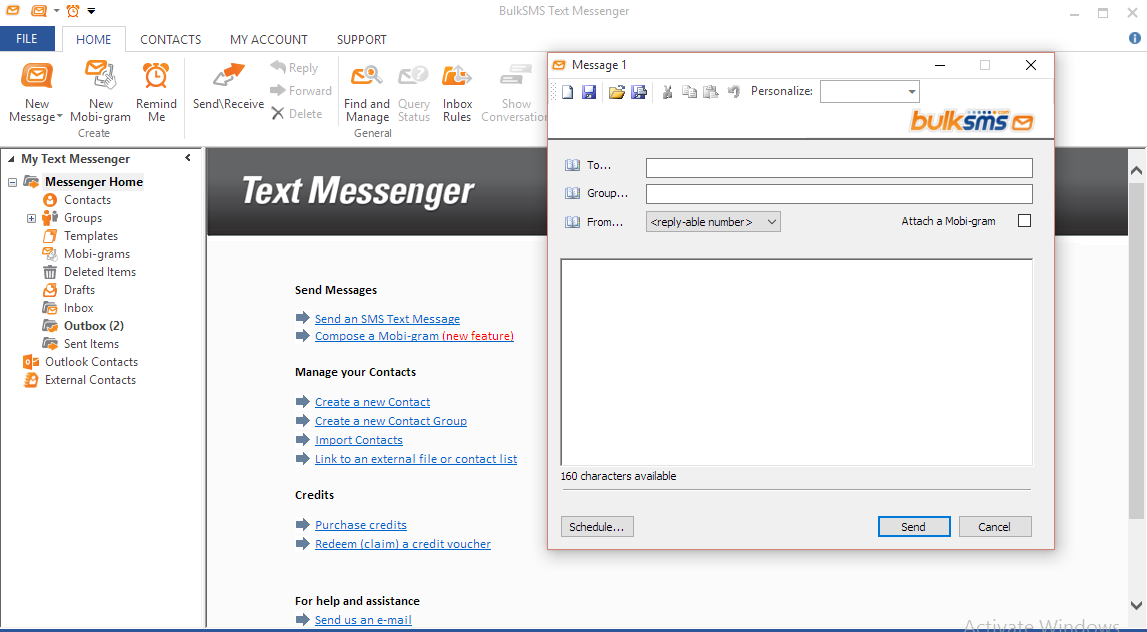 BulkSMS Text Messenger
FILE HOME CONTACTS MY ACCOUNT SUPPORT
New Message
New Mobi-gram
Remind Me
Create
Send\Receive
Reply
Forward
Delete
Find and Manage
Query Status
Inbox Rules
Show Conversation
General
My Text Messenger
Messenger Home
Contacts
Groups
Templates
Mobi-grams
Deleted Items
Drafts
Inbox
Outbox (2)
Sent Items
Outlook Contacts
External Contacts
Text Messenger
Send Messages
Send an SMS Text Message
Compose a Mobi-gram (new feature)
Manage your Contacts
Create a new Contact
Create a new Contact Group
Import Contacts
Link to an external file or contact list
Credits
Purchase credits
Redeem (claim) a credit voucher
For help and assistance
Send us an e-mail
Message 1
Personalize:
bulksms
To...
Group...
From... <reply-able number> Attach a Mobi-gram
160 characters available
Schedule... Send Cancel
Activate Windows